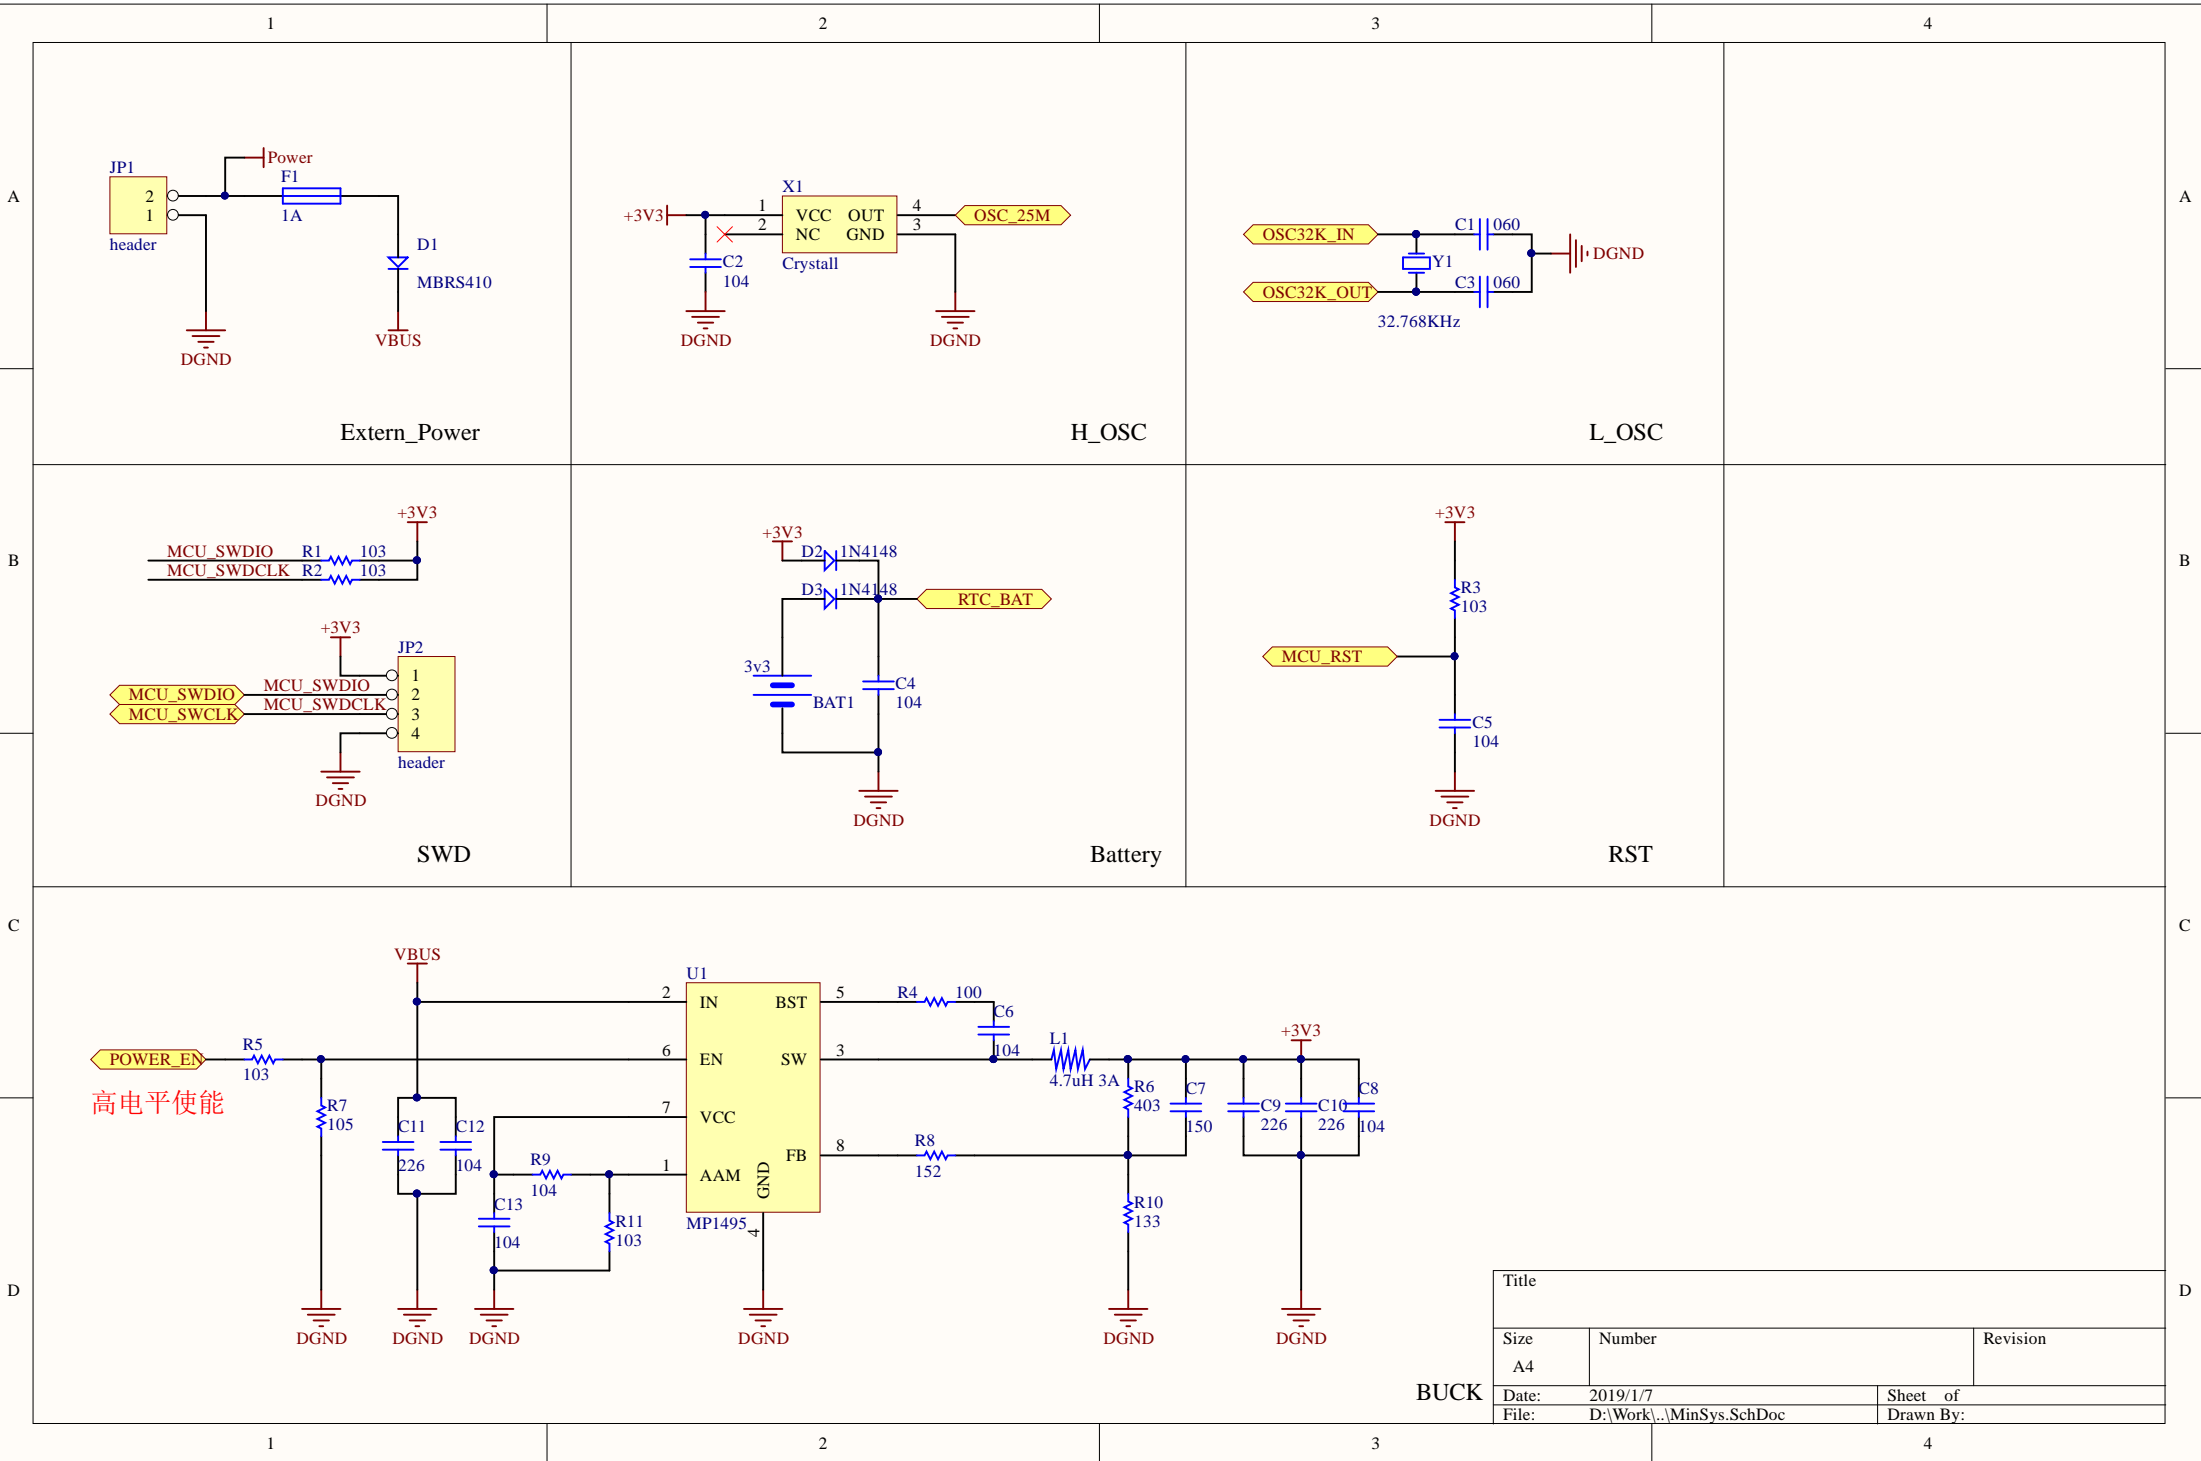 1 2 3 4
A A
B B
C C
D D
JP1
2
1
header
Power
F1
1A
D1
MBRS410
VBUS
DGND
Extern_Power
X1
+3V3
1 VCC OUT 4
2 NC GND 3
OSC_25M
Crystall
C2
104
DGND
DGND
H_OSC
OSC32K_IN
C1 060
Y1
DGND
OSC32K_OUT
C3 060
32.768KHz
L_OSC
+3V3
MCU_SWDIO R1 103
MCU_SWDCLK R2 103
+3V3
JP2
1
MCU_SWDIO MCU_SWDIO 2
MCU_SWCLK MCU_SWDCLK 3
4
header
DGND
SWD
+3V3
D2 1N4148
D3 1N4148
RTC_BAT
3v3
BAT1
C4
104
DGND
Battery
+3V3
R3
103
MCU_RST
C5
104
DGND
RST
VBUS
U1
2 IN BST 5
R4 100
C6
104
POWER_EN
R5
103
6 EN SW 3
L1
4.7uH 3A
+3V3
高电平使能
R7
105
C11
226
C12
104
7 VCC
FB 8
1 AAM
GND
4
MP1495
R9
104
C13
104
R11
103
R8
152
R6
403
C7
150
C9
226
C10
226
C8
104
R10
133
DGND DGND DGND DGND DGND DGND
BUCK
Title
Size Number Revision
A4
Date: 2019/1/7 Sheet of
File: D:\Work\..\MinSys.SchDoc Drawn By:
1 2 3 4